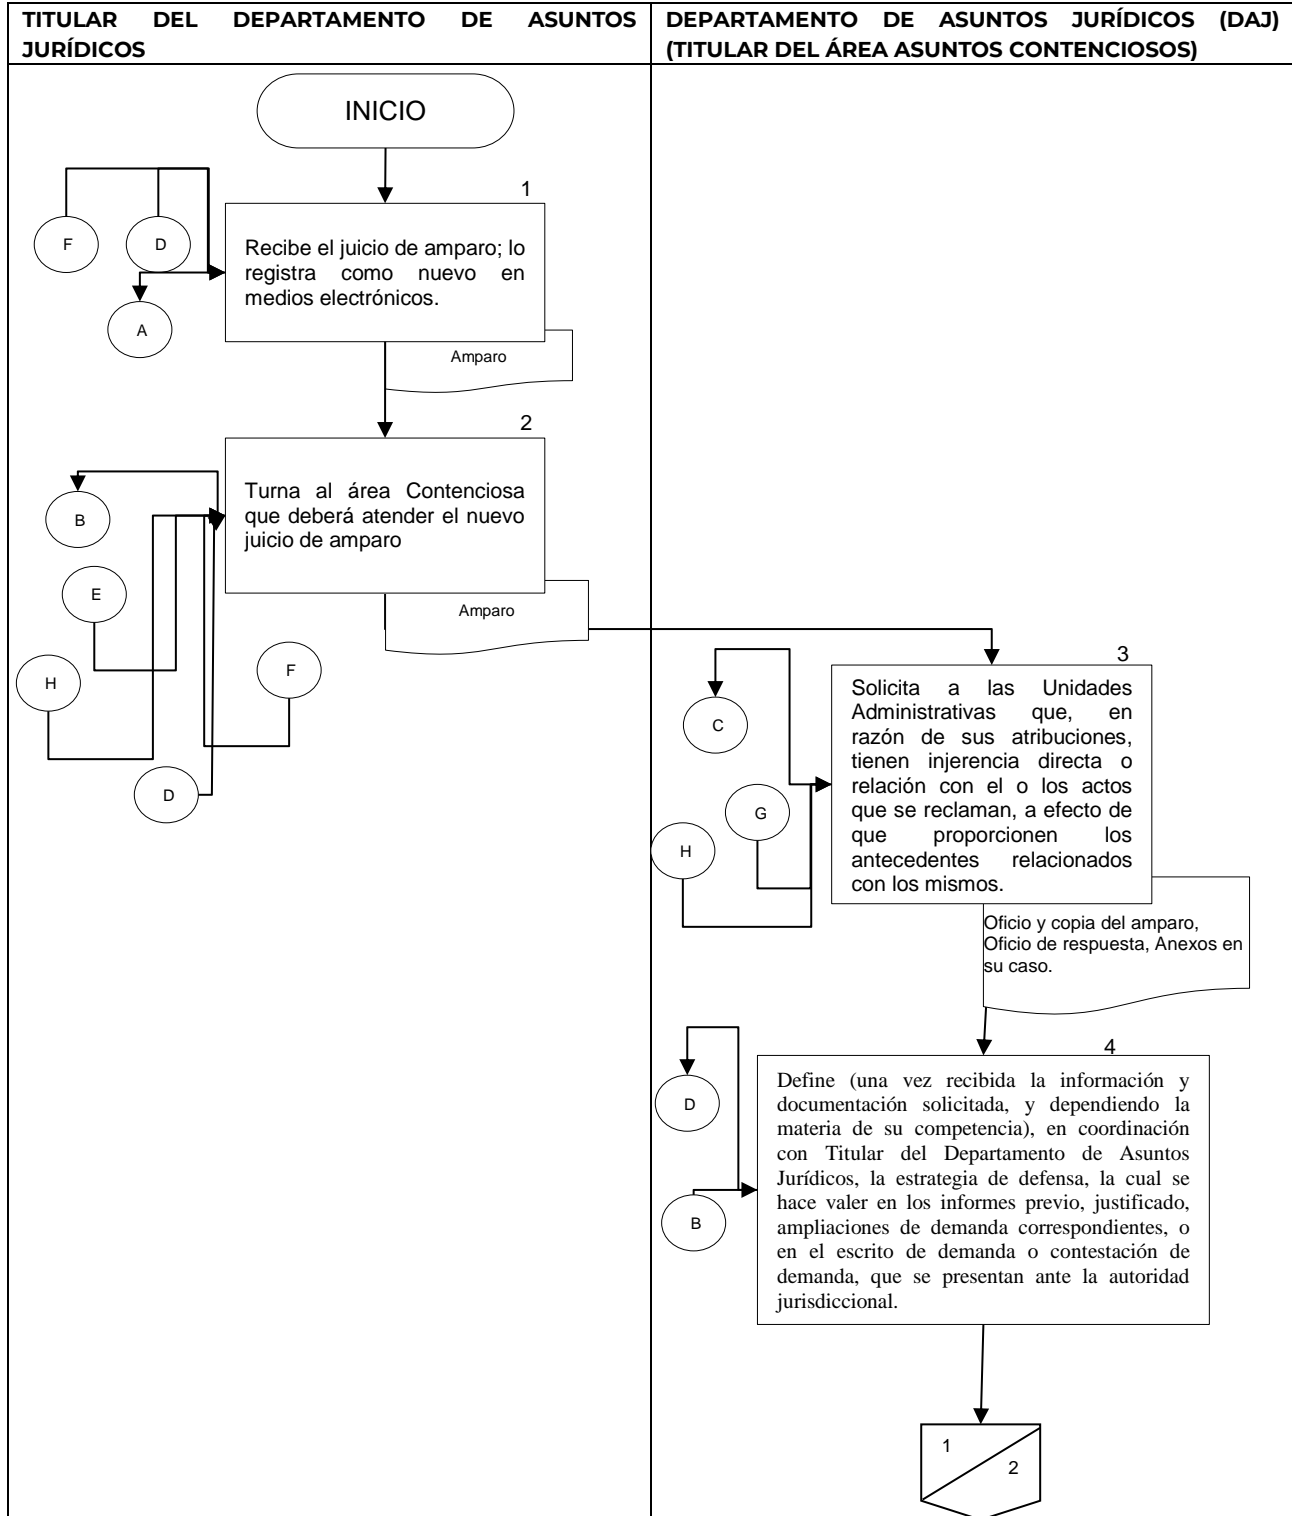 TITULAR DEL DEPARTAMENTO DE ASUNTOS
JURÍDICOS
DEPARTAMENTO DE ASUNTOS JURÍDICOS (DAJ)
(TITULAR DEL ÁREA ASUNTOS CONTENCIOSOS)
INICIO
1
F
D
Recibe el juicio de amparo; lo
registra como nuevo en
medios electrónicos.
A
Amparo
2
B
Turna al área Contenciosa
que deberá atender el nuevo
juicio de amparo
E
Amparo
H
F
D
3
C
Solicita a las Unidades
Administrativas que, en
razón de sus atribuciones,
tienen injerencia directa o
relación con el o los actos
que se reclaman, a efecto de
que proporcionen los
antecedentes relacionados
con los mismos.
G
H
Oficio y copia del amparo,
Oficio de respuesta, Anexos en
su caso.
4
D
Define (una vez recibida la información y
documentación solicitada, y dependiendo la
materia de su competencia), en coordinación
con Titular del Departamento de Asuntos
Jurídicos, la estrategia de defensa, la cual se
hace valer en los informes previo, justificado,
ampliaciones de demanda correspondientes, o
en el escrito de demanda o contestación de
demanda, que se presentan ante la autoridad
jurisdiccional.
B
1
2